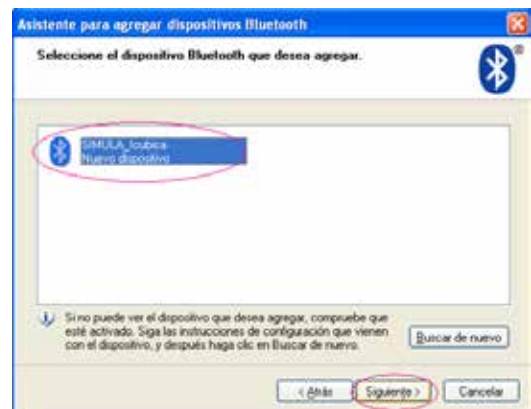 Asistente para agregar dispositivos Bluetooth
Seleccione el dispositivo Bluetooth que desea agregar.
®
SIMULA_Icubica
Nuevo dispositivo
Si no puede ver el dispositivo que desea agregar, compruebe que
esté activado. Siga las instrucciones de configuración que vienen
con el dispositivo, y después haga clic en Buscar de nuevo.
Buscar de nuevo
< Atrás
Siguiente >
Cancelar